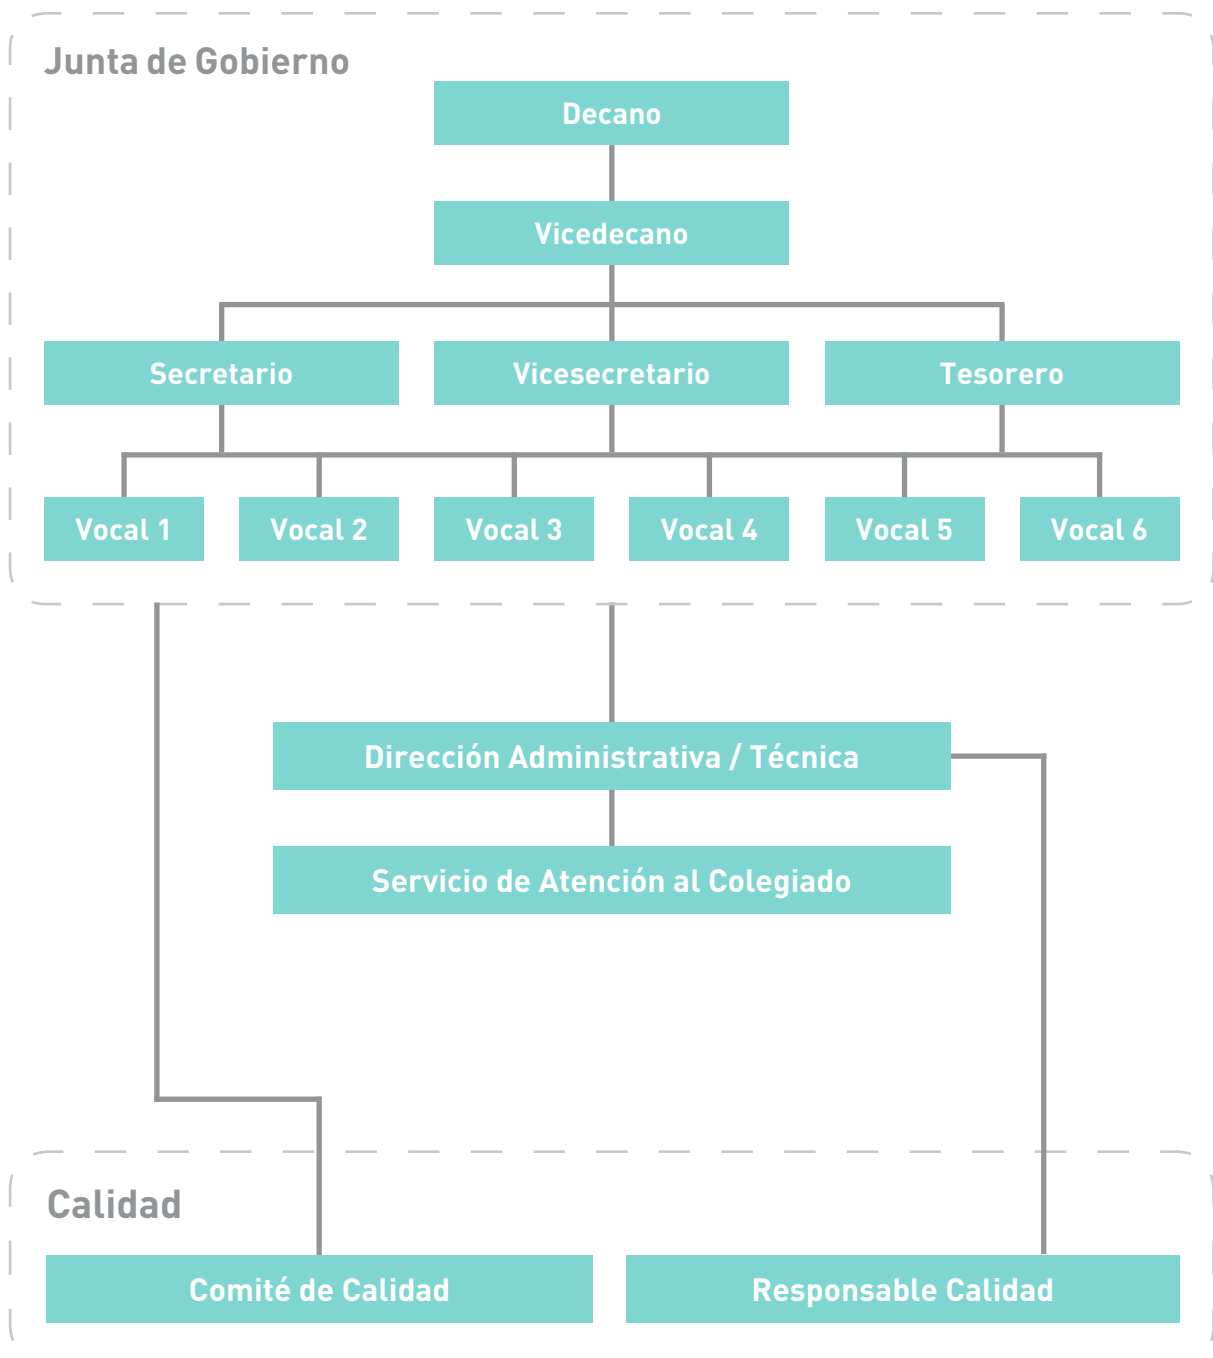 Junta de Gobierno
Decano
Vicedecano
Secretario
Vicesecretario
Tesorero
Vocal 1
Vocal 2
Vocal 3
Vocal 4
Vocal 5
Vocal 6
Dirección Administrativa / Técnica
Servicio de Atención al Colegiado
Calidad
Comité de Calidad
Responsable Calidad